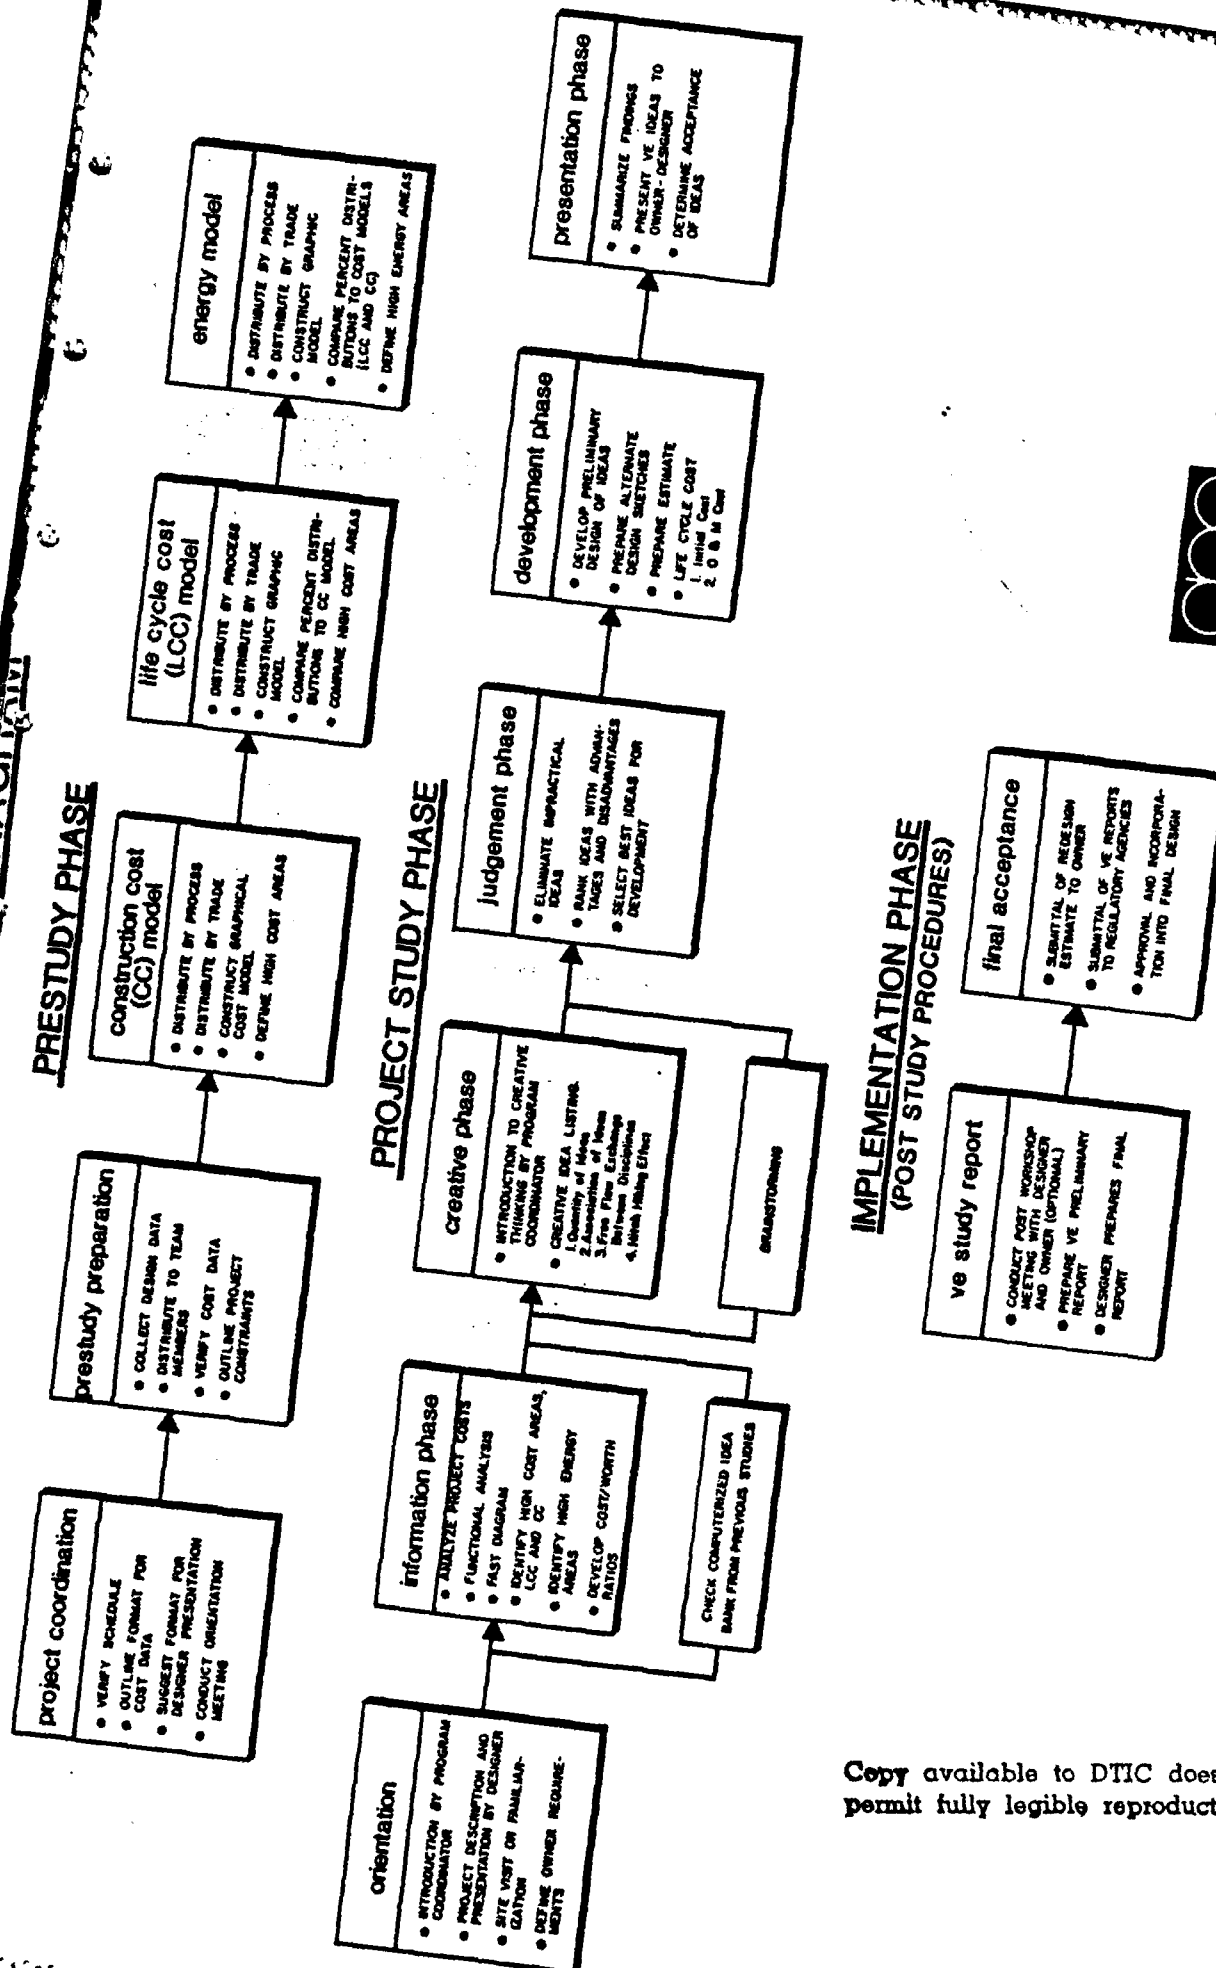 PRESTUDY PHASE
project coordination
● VERIFY SCHEDULE
● OUTLINE FORMAT FOR
COST DATA
● SUGGEST FORMAT FOR
DESIGNER PRESENTATION
● CONDUCT ORIENTATION
MEETING
prestudy preparation
● COLLECT DESIGN DATA
● DISTRIBUTE TO TEAM
MEMBERS
● VERIFY COST DATA
● OUTLINE PROJECT
CONSTRAINTS
construction cost
(CC) model
● DISTRIBUTE BY PROCESS
● DISTRIBUTE BY TRADE
● CONSTRUCT GRAPHICAL
COST MODEL
● DEFINE HIGH COST AREAS
life cycle cost
(LCC) model
● DISTRIBUTE BY PROCESS
● DISTRIBUTE BY TRADE
● CONSTRUCT GRAPHIC
MODEL
● COMPARE PERCENT DISTRI-
BUTIONS TO CC MODEL
● COMPARE HIGH COST AREAS
energy model
● DISTRIBUTE BY PROCESS
● DISTRIBUTE BY TRADE
● CONSTRUCT GRAPHIC
MODEL
● COMPARE PERCENT DISTRI-
BUTIONS TO COST MODELS
(LCC AND CC)
● DEFINE HIGH ENERGY AREAS
PROJECT STUDY PHASE
orientation
● INTRODUCTION BY PROGRAM
COORDINATOR
● PROJECT DESCRIPTION AND
PRESENTATION BY DESIGNER
● SITE VISIT OR FAMILIAR-
IZATION
● DEFINE OWNER REQUIRE-
MENTS
information phase
● ANALYZE PROJECT COSTS
● FUNCTIONAL ANALYSIS
● FAST DIAGRAM
● IDENTIFY HIGH COST AREAS,
LCC AND CC
● IDENTIFY HIGH ENERGY
AREAS
● DEVELOP COST/WORTH
RATIOS
CHECK COMPUTERIZED IDEA
BANK FROM PREVIOUS STUDIES
creative phase
● INTRODUCTION TO CREATIVE
THINKING BY PROGRAM
COORDINATOR
● CREATIVE IDEA LISTING.
1. Quantity of Ideas
2. Association of Ideas
3. Free Flow Exchange
Between Disciplines
4. Hitch Hiking Effect
BRAINSTORMING
judgement phase
● ELIMINATE IMPRACTICAL
IDEAS
● RANK IDEAS WITH ADVAN-
TAGES AND DISADVANTAGES
● SELECT BEST IDEAS FOR
DEVELOPMENT
development phase
● DEVELOP PRELIMINARY
DESIGN OF IDEAS
● PREPARE ALTERNATE
DESIGN SKETCHES
● PREPARE ESTIMATE
● LIFE CYCLE COST
1. Initial Cost
2. O & M Cost
presentation phase
● SUMMARIZE FINDINGS
● PRESENT VE IDEAS TO
OWNER-DESIGNER
● DETERMINE ACCEPTANCE
OF IDEAS
IMPLEMENTATION PHASE
(POST STUDY PROCEDURES)
ve study report
● CONDUCT POST WORKSHOP
MEETING WITH DESIGNER
AND OWNER (OPTIONAL)
● PREPARE VE PRELIMINARY
REPORT
● DESIGNER PREPARES FINAL
REPORT
final acceptance
● SUBMITTAL OF REDESIGN
ESTIMATE TO OWNER
● SUBMITTAL OF VE REPORTS
TO REGULATORY AGENCIES
● APPROVAL AND INCORPORA-
TION INTO FINAL DESIGN
Copy available to DTIC does
permit fully legible reproduct